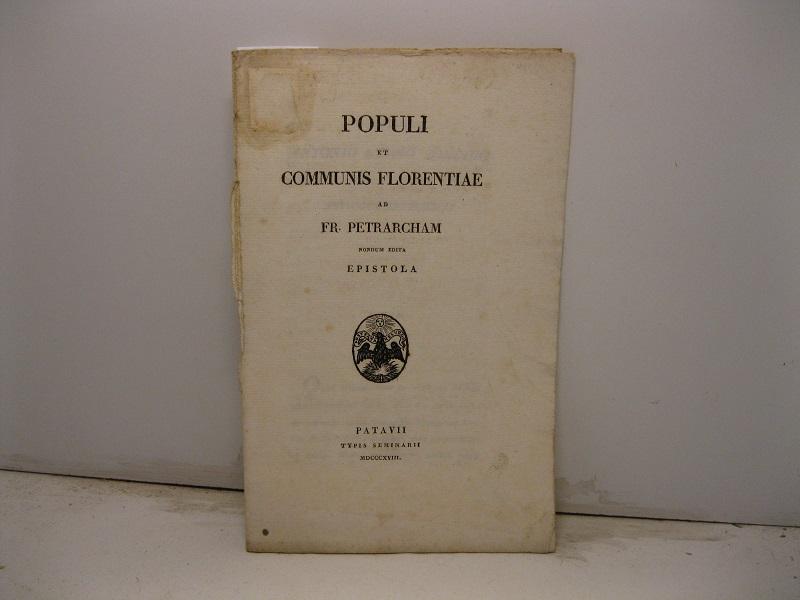 POPULI
ET
COMMUNIS FLORENTIAE
AD
FR. PETRARCHAM
NONDUM EDITA
EPISTOLA
PATAVII
TYPIS SEMINARII
MDCCCXVIII.